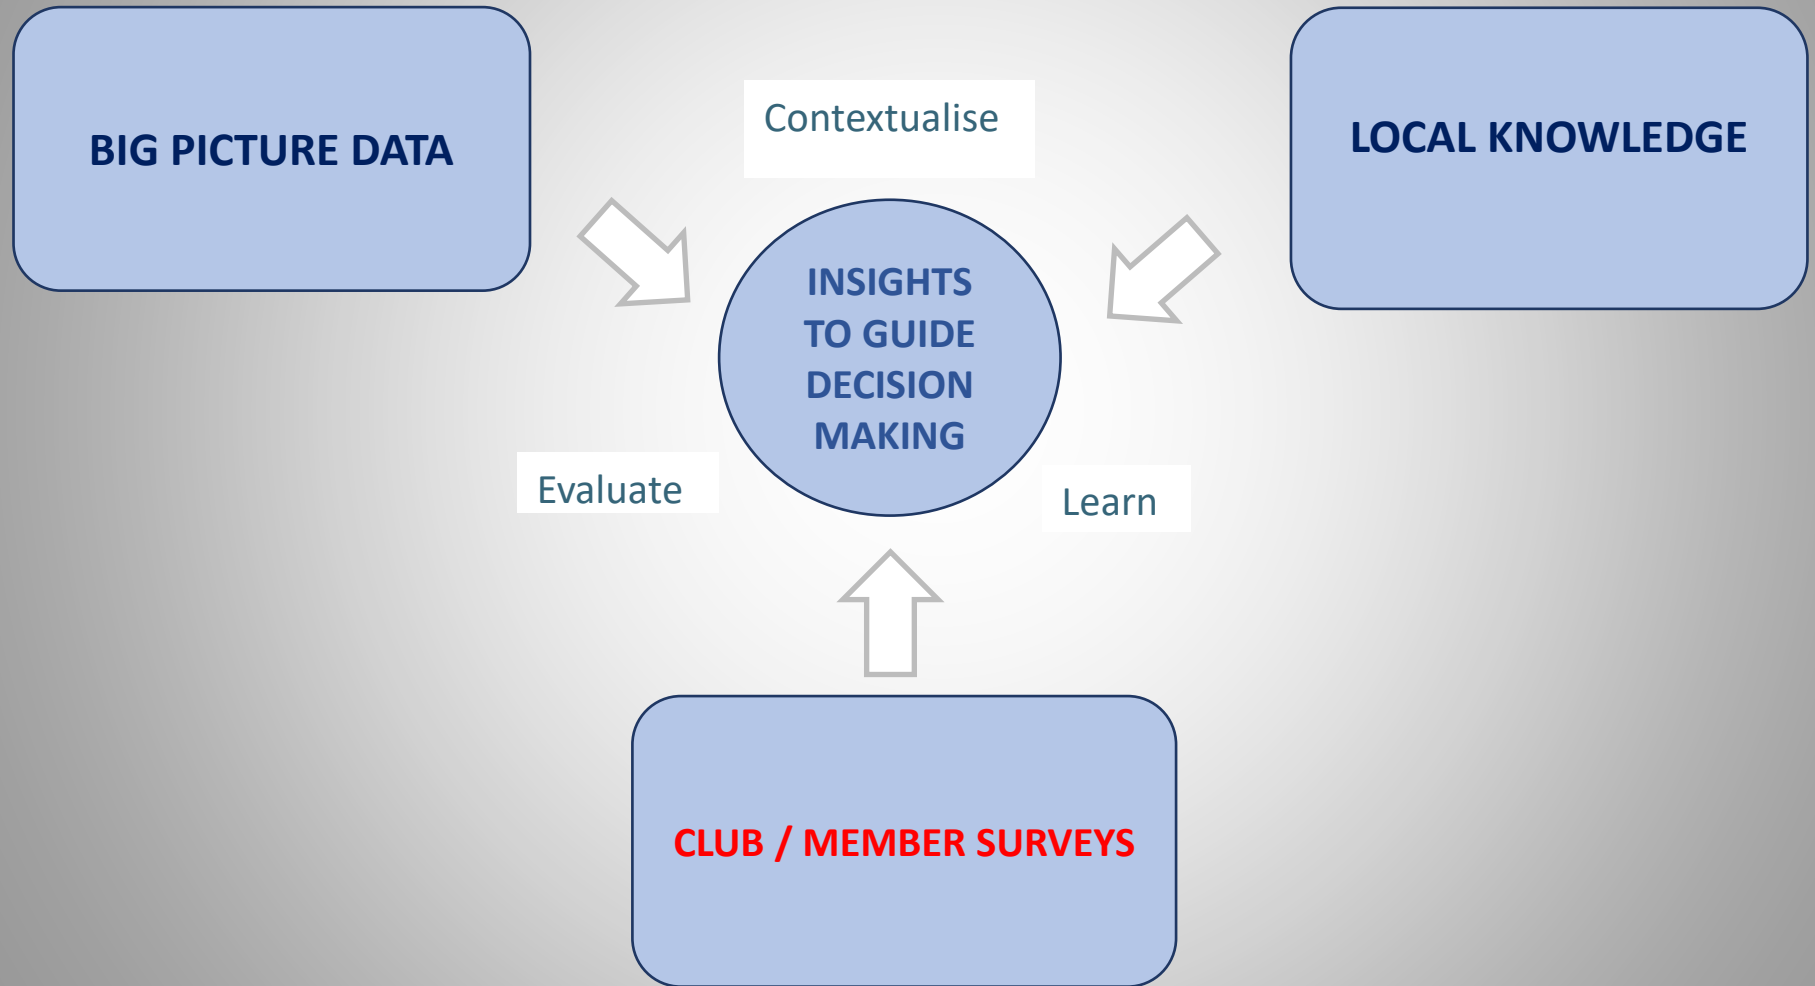 BIG PICTURE DATA
Contextualise
LOCAL KNOWLEDGE
INSIGHTS
TO GUIDE
DECISION
MAKING
Evaluate
Learn
CLUB / MEMBER SURVEYS